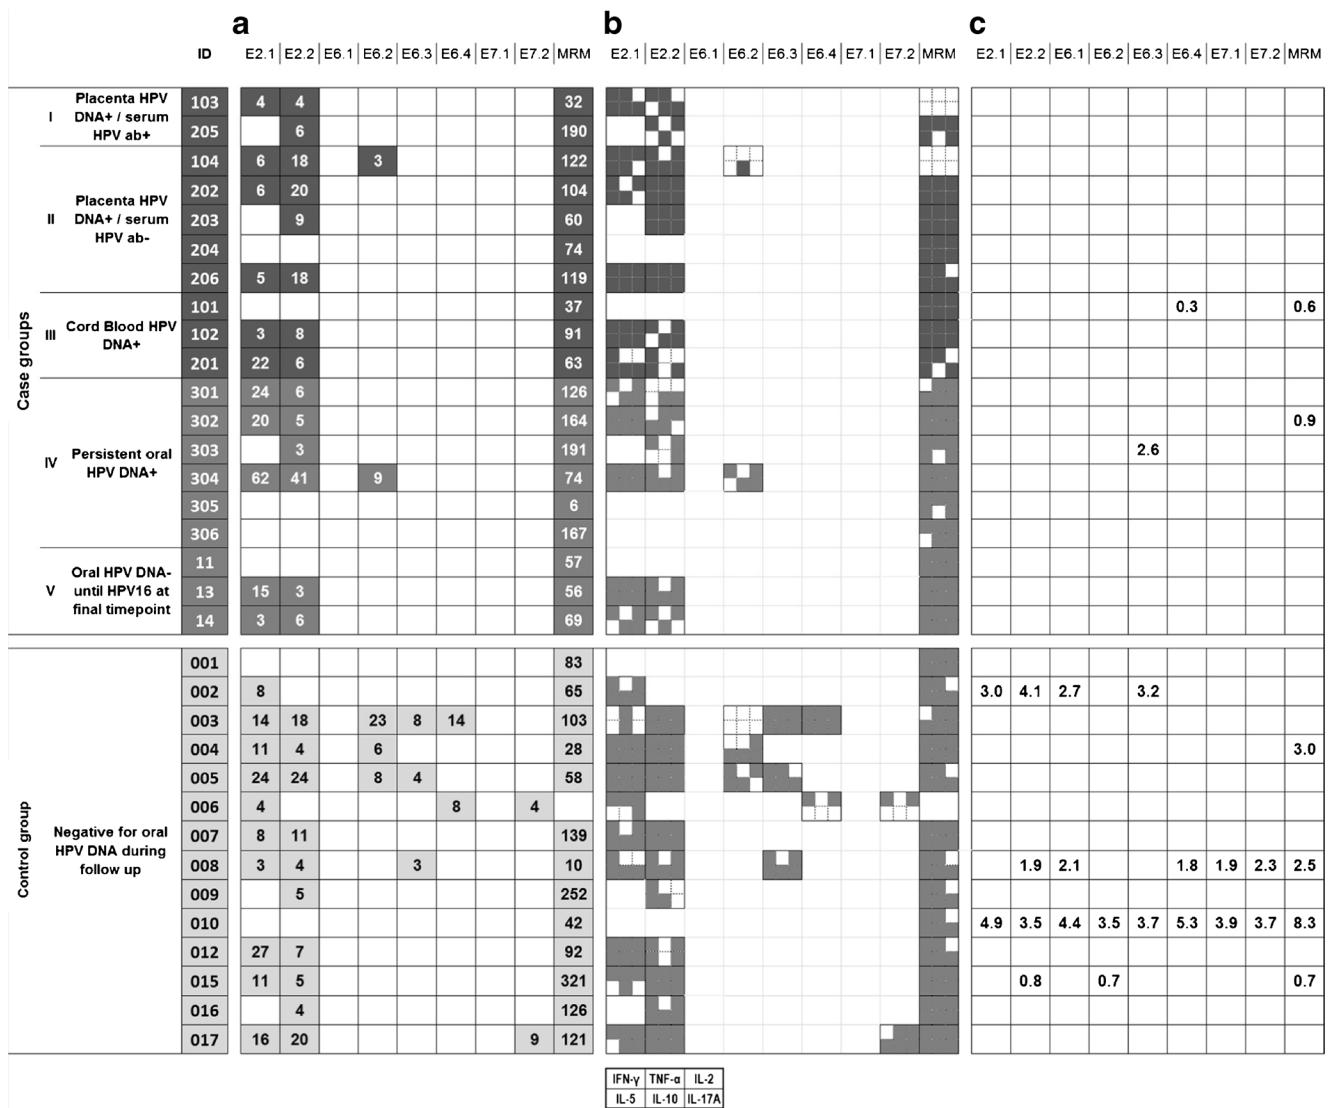 a b c
ID E2.1 E2.2 E6.1 E6.2 E6.3 E6.4 E7.1 E7.2 MRM E2.1 E2.2 E6.1 E6.2 E6.3 E6.4 E7.1 E7.2 MRM E2.1 E2.2 E6.1 E6.2 E6.3 E6.4 E7.1 E7.2 MRM
Case groups
I
Placenta HPV
DNA+ / serum
HPV ab+
103 4 4 32
205 6 190
II
Placenta HPV
DNA+ / serum
HPV ab-
104 6 18 3 122
202 6 20 104
203 9 60
204 74
206 5 18 119
III
Cord Blood HPV
DNA+
101 37 0.3 0.6
102 3 8 91
201 22 6 63
IV
Persistent oral
HPV DNA+
301 24 6 126
302 20 5 164 0.9
303 3 191 2.6
304 62 41 9 74
305 6
306 167
V
Oral HPV DNA-
until HPV16 at
final timepoint
11 57
13 15 3 56
14 3 6 69
Control group
Negative for oral
HPV DNA during
follow up
001 83
002 8 65 3.0 4.1 2.7 3.2
003 14 18 23 8 14 103
004 11 4 6 28 3.0
005 24 24 8 4 58
006 4 8 4
007 8 11 139
008 3 4 3 10 1.9 2.1 1.8 1.9 2.3 2.5
009 5 252
010 42 4.9 3.5 4.4 3.5 3.7 5.3 3.9 3.7 8.3
012 27 7 92
015 11 5 321 0.8 0.7 0.7
016 4 126
017 16 20 9 121
IFN-γ TNF-α IL-2
IL-5 IL-10 IL-17A